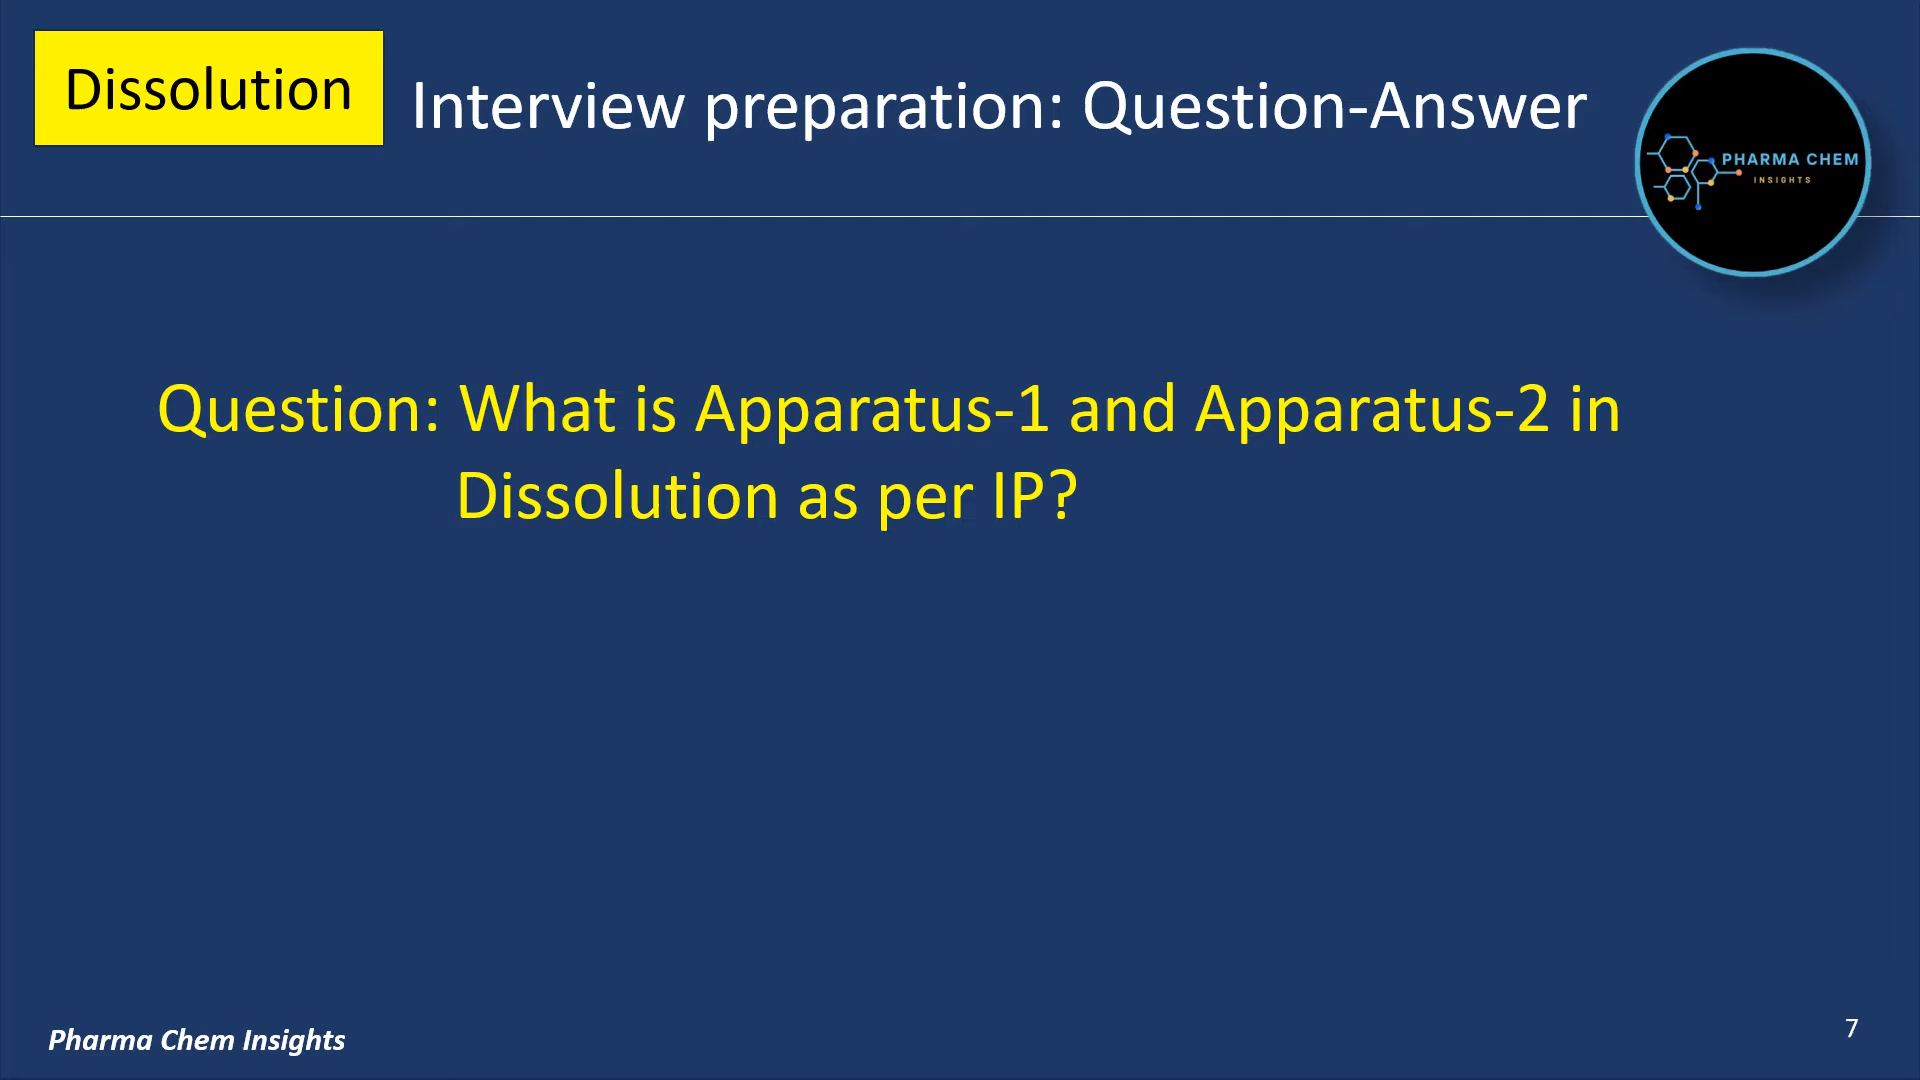 Dissolution
Interview preparation: Question-Answer
PHARMA CHEM
INSIGHTS
Question: What is Apparatus-1 and Apparatus-2 in
Dissolution as per IP?
Pharma Chem Insights
7